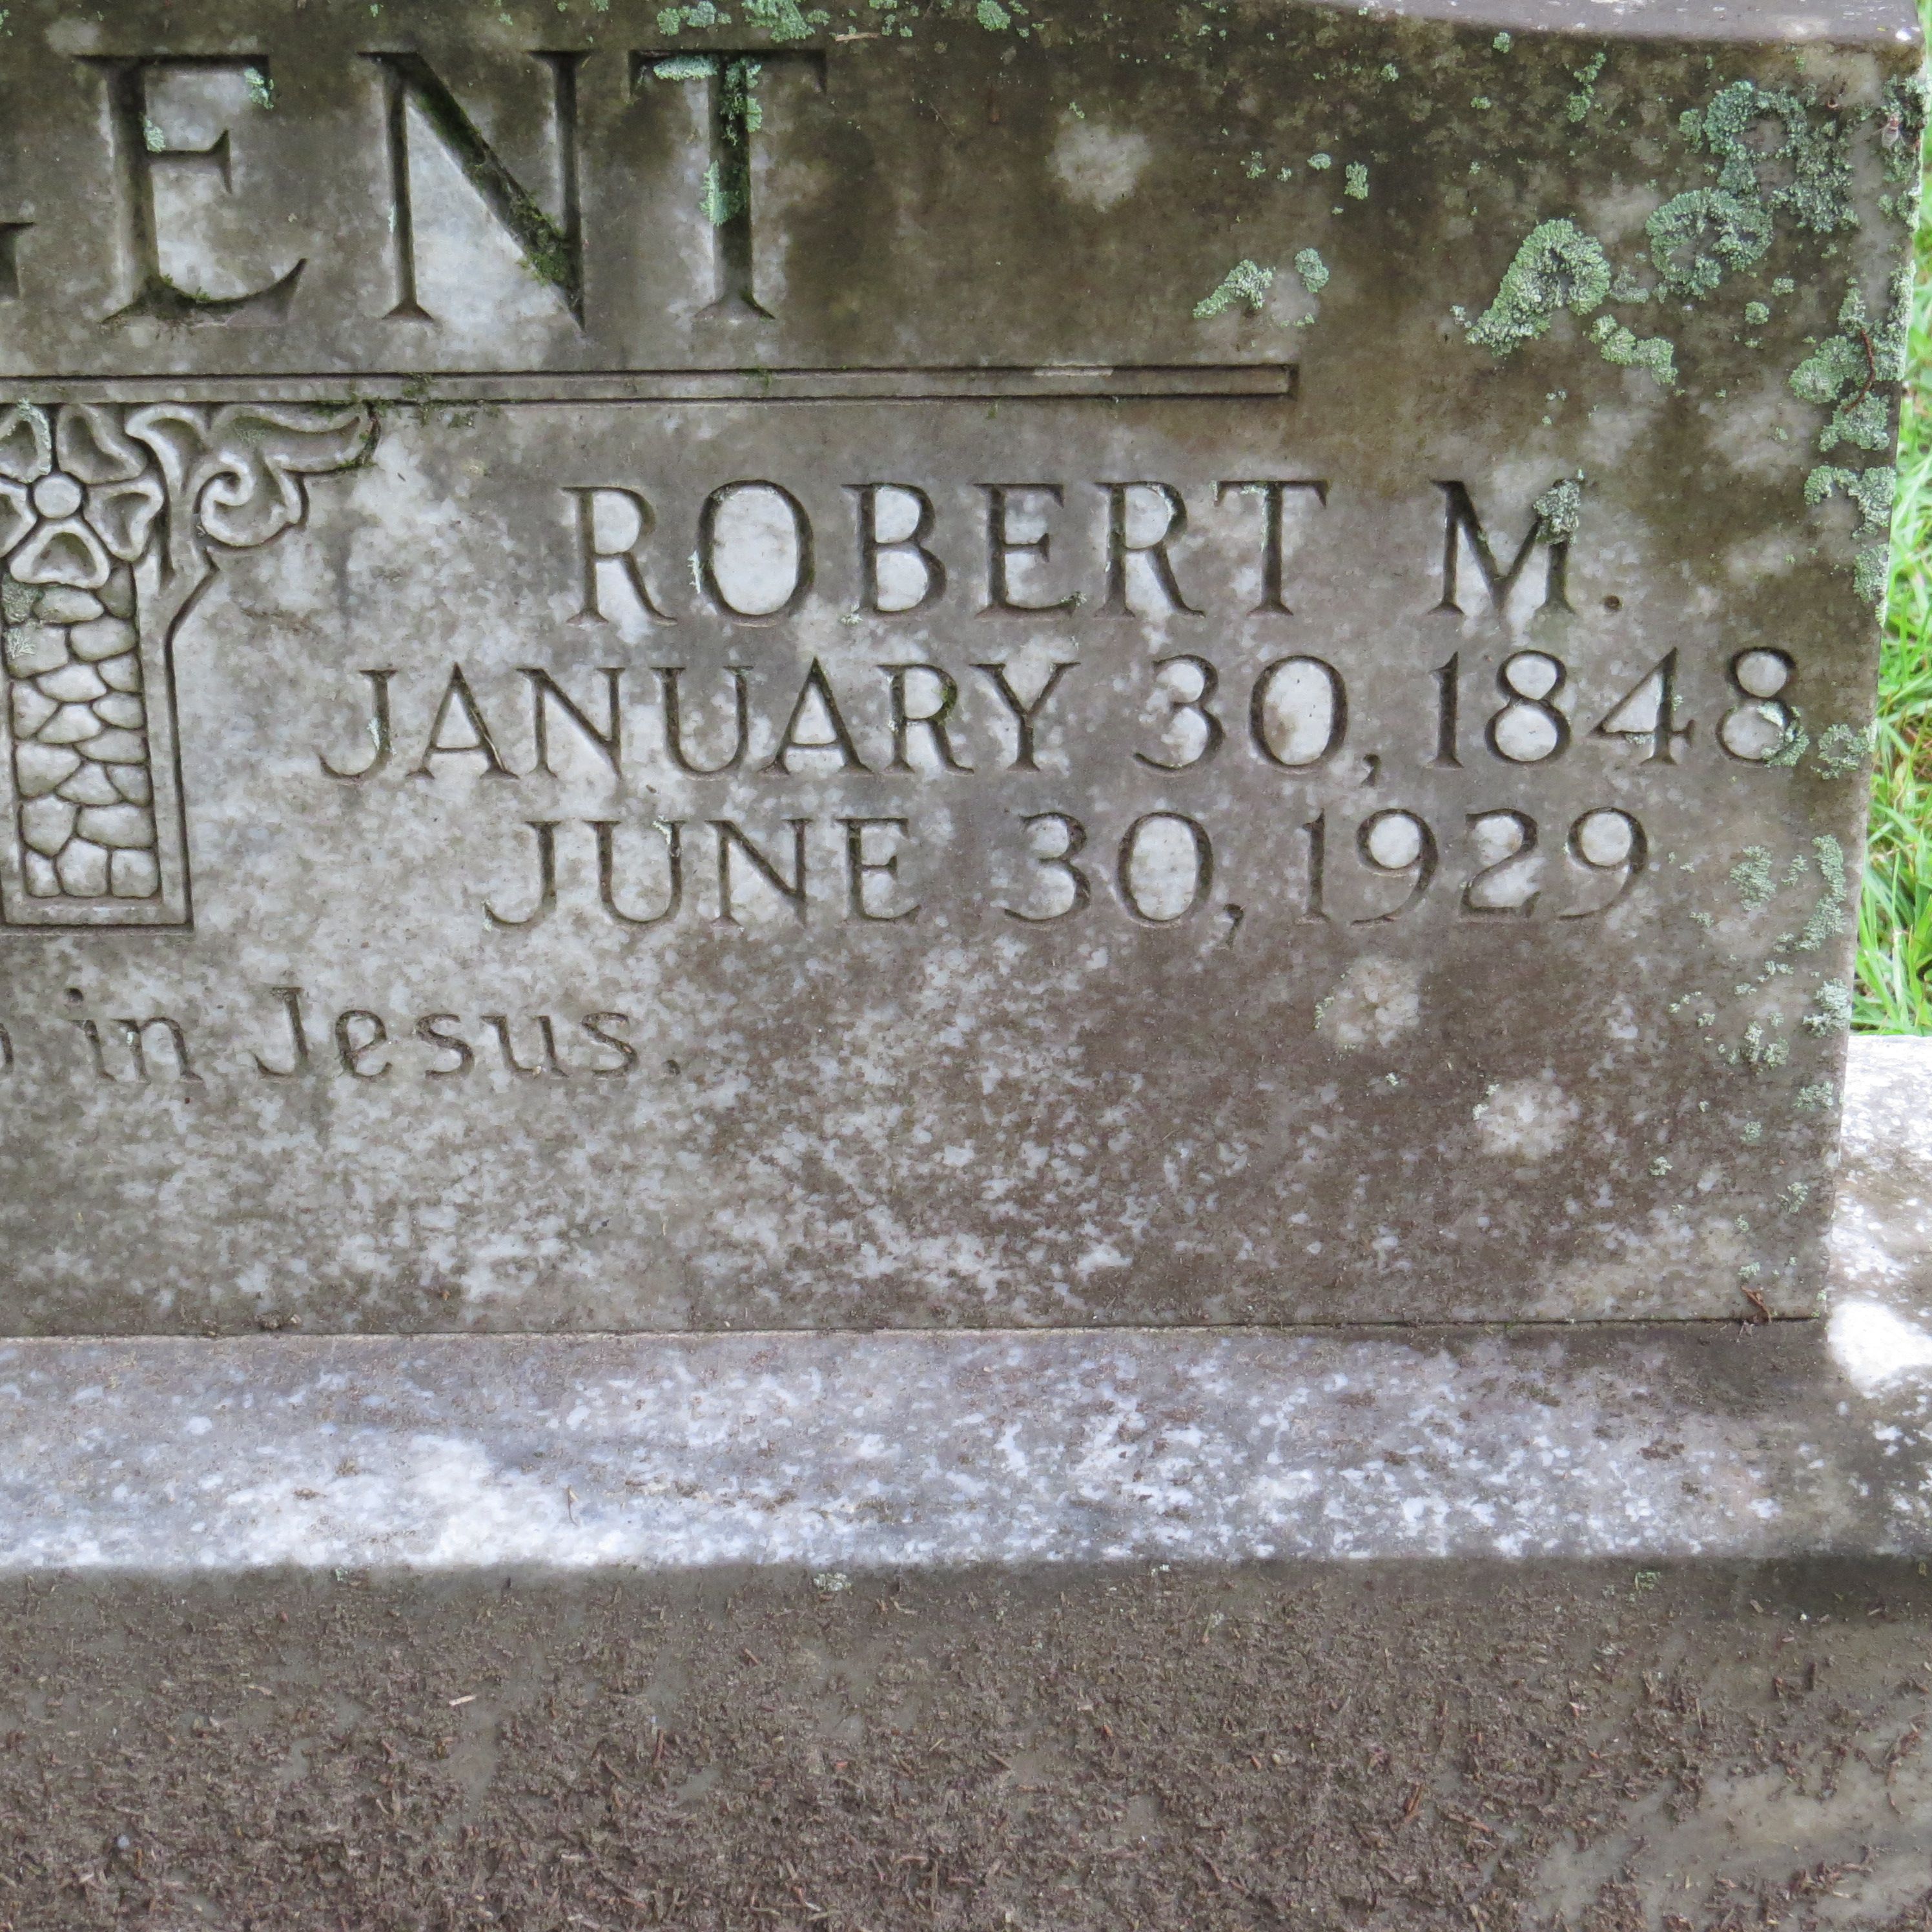 ENT
ROBERT M.
JANUARY 30, 1848
JUNE 30, 1929
in Jesus.